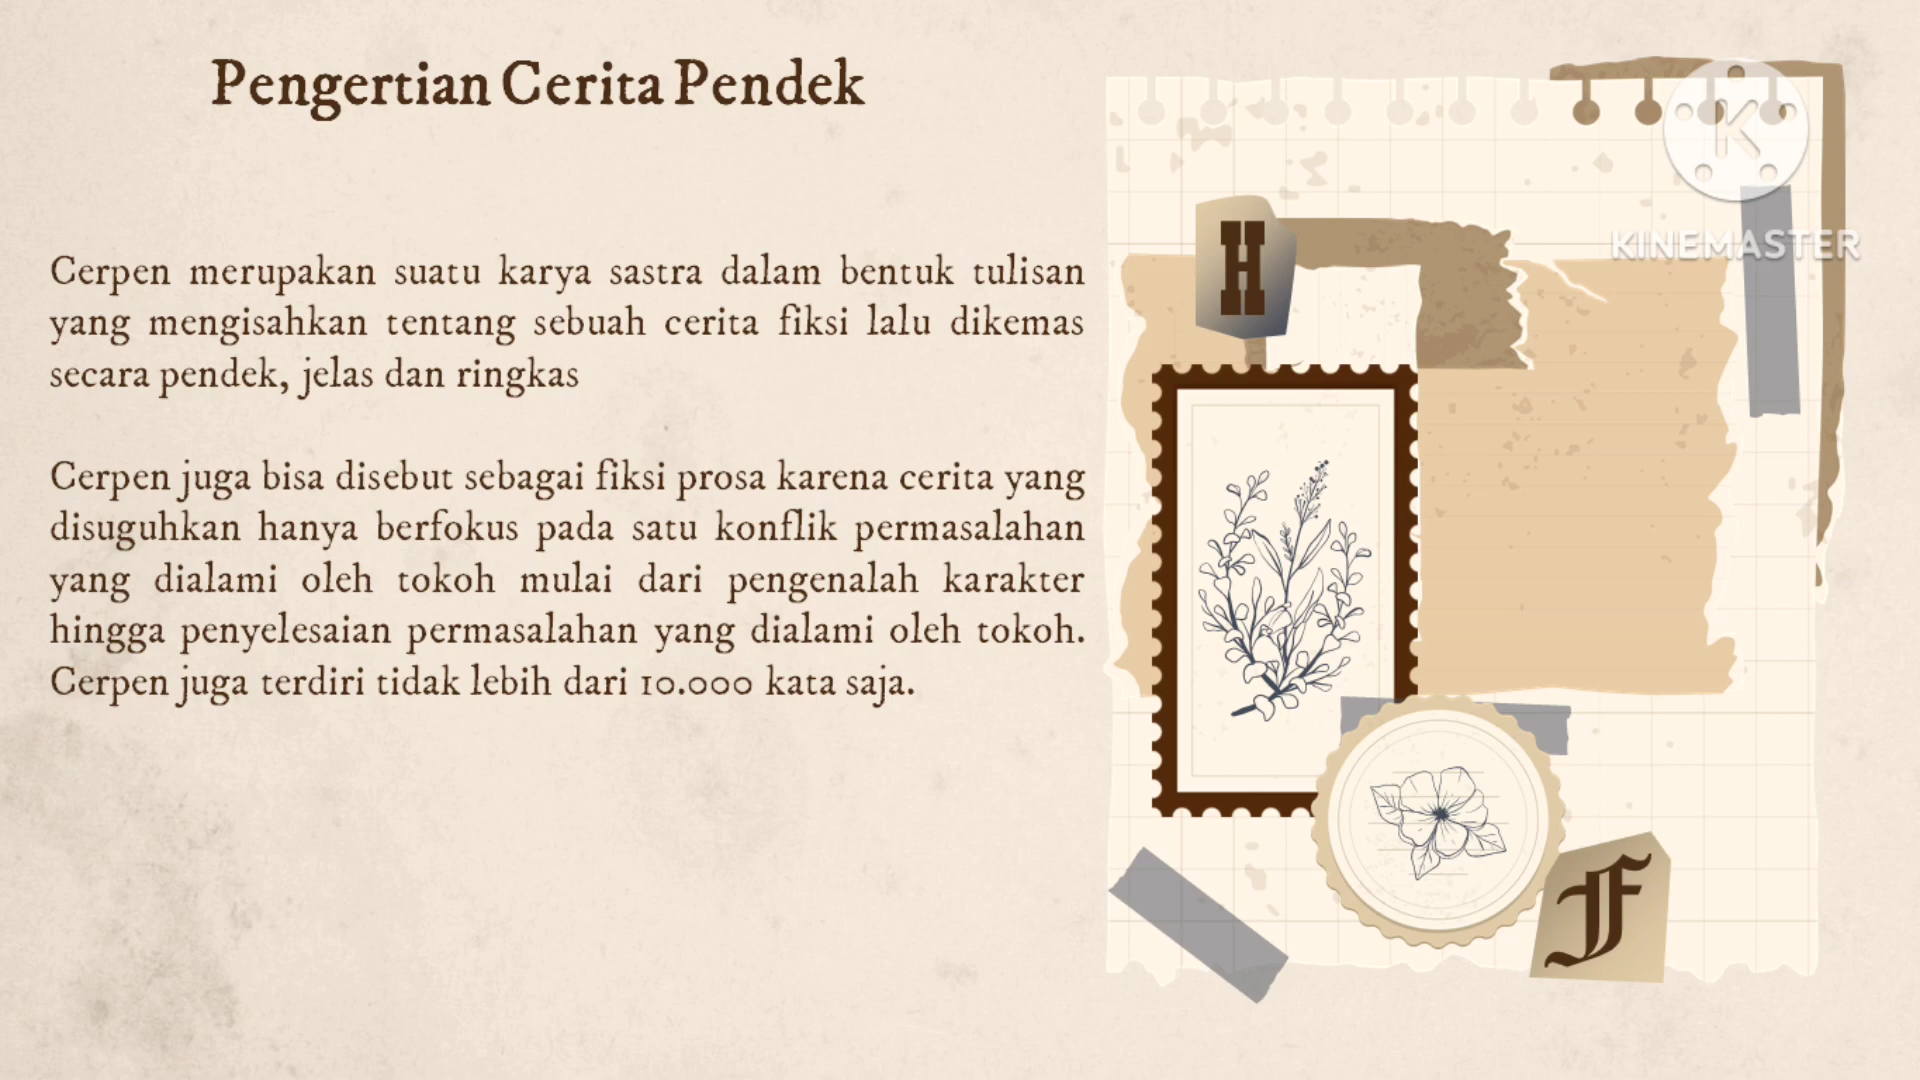 Pengertian Cerita Pendek
Cerpen merupakan suatu karya sastra dalam bentuk tulisan
yang mengisahkan tentang sebuah cerita fiksi lalu dikemas
secara pendek, jelas dan ringkas
Cerpen juga bisa disebut sebagai fiksi prosa karena cerita yang
disuguhkan hanya berfokus pada satu konflik permasalahan
yang dialami oleh tokoh mulai dari pengenalah karakter
hingga penyelesaian permasalahan yang dialami oleh tokoh.
Cerpen juga terdiri tidak lebih dari 10.000 kata saja.
K
KINEMASTER
H
F